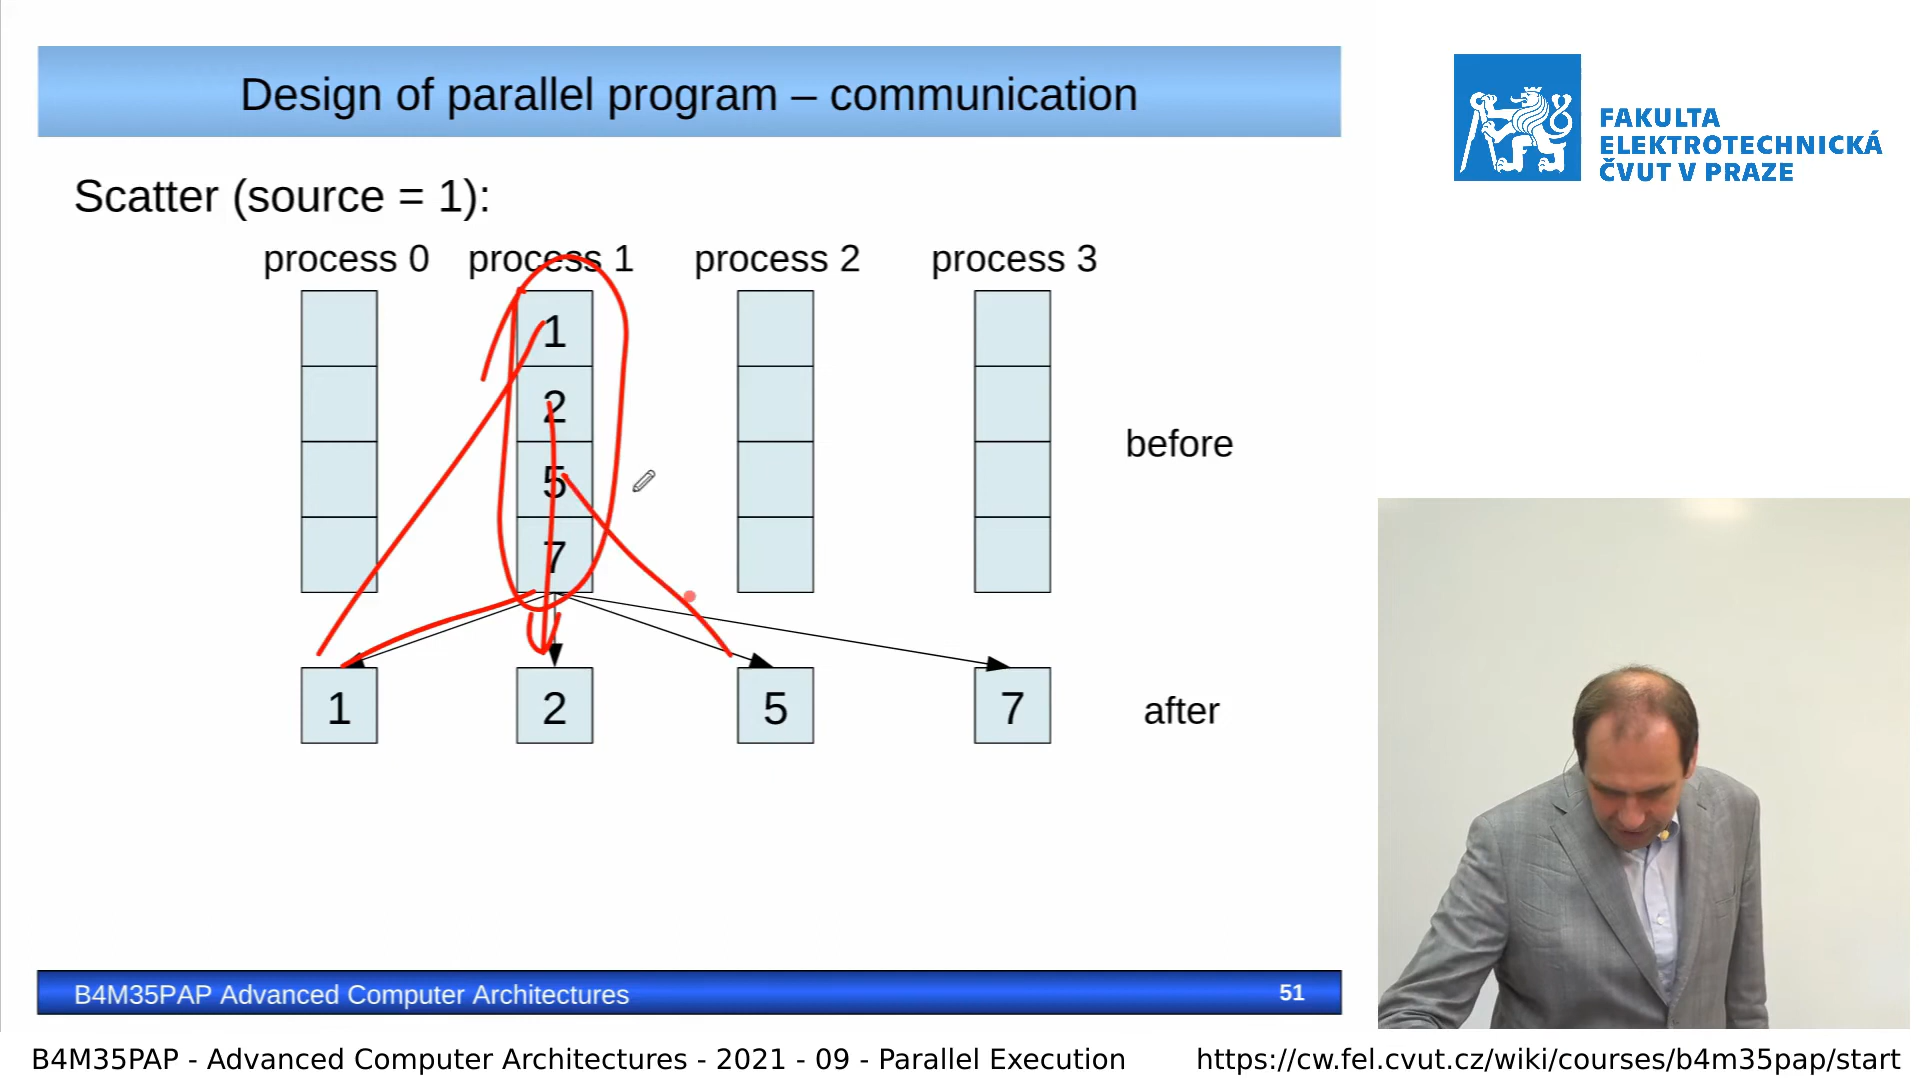 Design of parallel program – communication
FAKULTA
ELEKTROTECHNICKÁ
ČVUT V PRAZE
Scatter (source = 1):
process 0 process 1 process 2 process 3
1
2
before
5
7
1 2 5 7 after
B4M35PAP Advanced Computer Architectures 51
B4M35PAP - Advanced Computer Architectures - 2021 - 09 - Parallel Execution https://cw.fel.cvut.cz/wiki/courses/b4m35pap/start